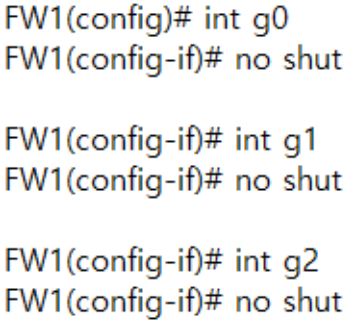 FW1(config)# int g0
FW1(config-if)# no shut
FW1(config-if)# int g1
FW1(config-if)# no shut
FW1(config-if)# int g2
FW1(config-if)# no shut